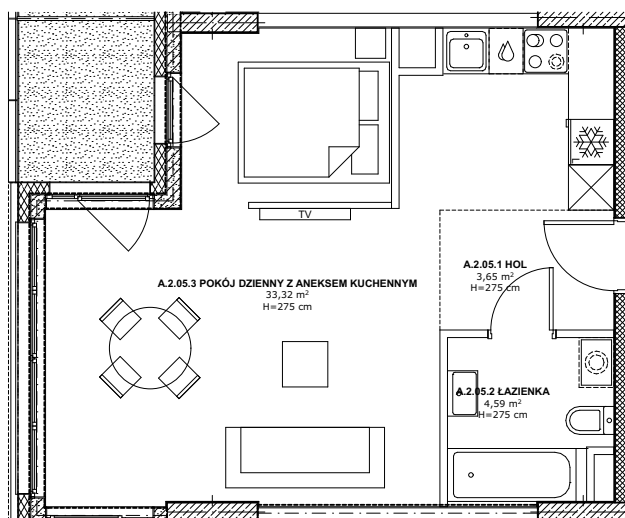 TV
A.2.05.1 HOL
3,65 m²
H=275 cm
A.2.05.3 POKÓJ DZIENNY Z ANEKSEM KUCHENNYM
33,32 m²
H=275 cm
A.2.05.2 ŁAZIENKA
4,59 m²
H=275 cm